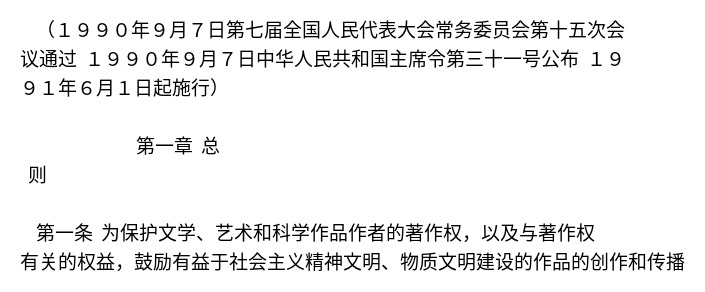 （１９９０年９月７日第七届全国人民代表大会常务委员会第十五次会
议通过 １９９０年９月７日中华人民共和国主席令第三十一号公布 １９
９１年６月１日起施行）
第一章 总
则
第一条 为保护文学、艺术和科学作品作者的著作权，以及与著作权
有关的权益，鼓励有益于社会主义精神文明、物质文明建设的作品的创作和传播